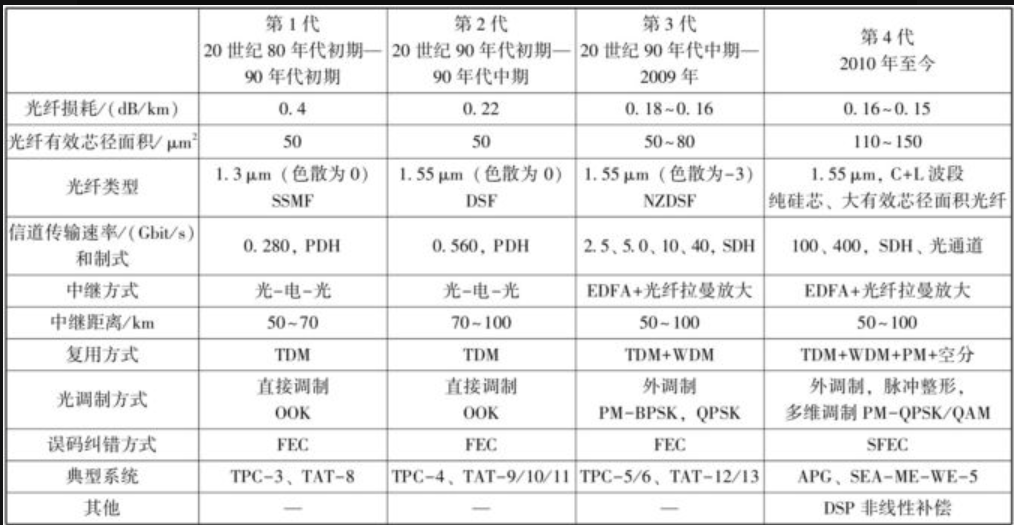 第 1 代
20 世纪 80 年代初期—
90 年代初期
第 2 代
20 世纪 90 年代初期—
90 年代中期
第 3 代
20 世纪 90 年代中期—
2009 年
第 4 代
2010 年至今
光纤损耗/(dB/km)
0.4
0.22
0.18~0.16
0.16~0.15
光纤有效芯径面积/μm²
50
50
50~80
110~150
光纤类型
1.3 μm (色散为 0)
SSMF
1.55 μm (色散为 0)
DSF
1.55 μm (色散为-3)
NZDSF
1.55 μm, C+L 波段
纯硅芯、大有效芯径面积光纤
信道传输速率/(Gbit/s)
和制式
0.280, PDH
0.560, PDH
2.5、5.0、10、40, SDH
100、400, SDH、光通道
中继方式
光-电-光
光-电-光
EDFA+光纤拉曼放大
EDFA+光纤拉曼放大
中继距离/km
50~70
70~100
50~100
50~100
复用方式
TDM
TDM
TDM+WDM
TDM+WDM+PM+空分
光调制方式
直接调制
OOK
直接调制
OOK
外调制
PM-BPSK, QPSK
外调制, 脉冲整形,
多维调制 PM-QPSK/QAM
误码纠错方式
FEC
FEC
FEC
SFEC
典型系统
TPC-3、TAT-8
TPC-4、TAT-9/10/11
TPC-5/6、TAT-12/13
APG、SEA-ME-WE-5
其他
—
—
—
DSP 非线性补偿